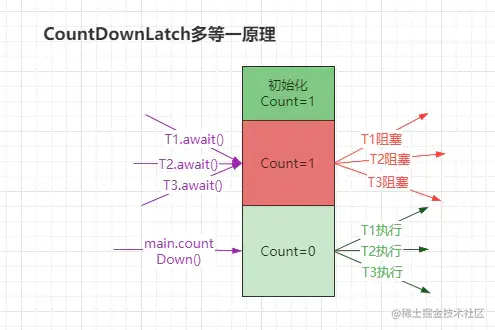 CountDownLatch多等一原理
初始化
Count=1
T1.await()
T2.await()
T3.await()
Count=1
T1阻塞
T2阻塞
T3阻塞
main.count
Down()
Count=0
T1执行
T2执行
T3执行
@稀土掘金技术社区